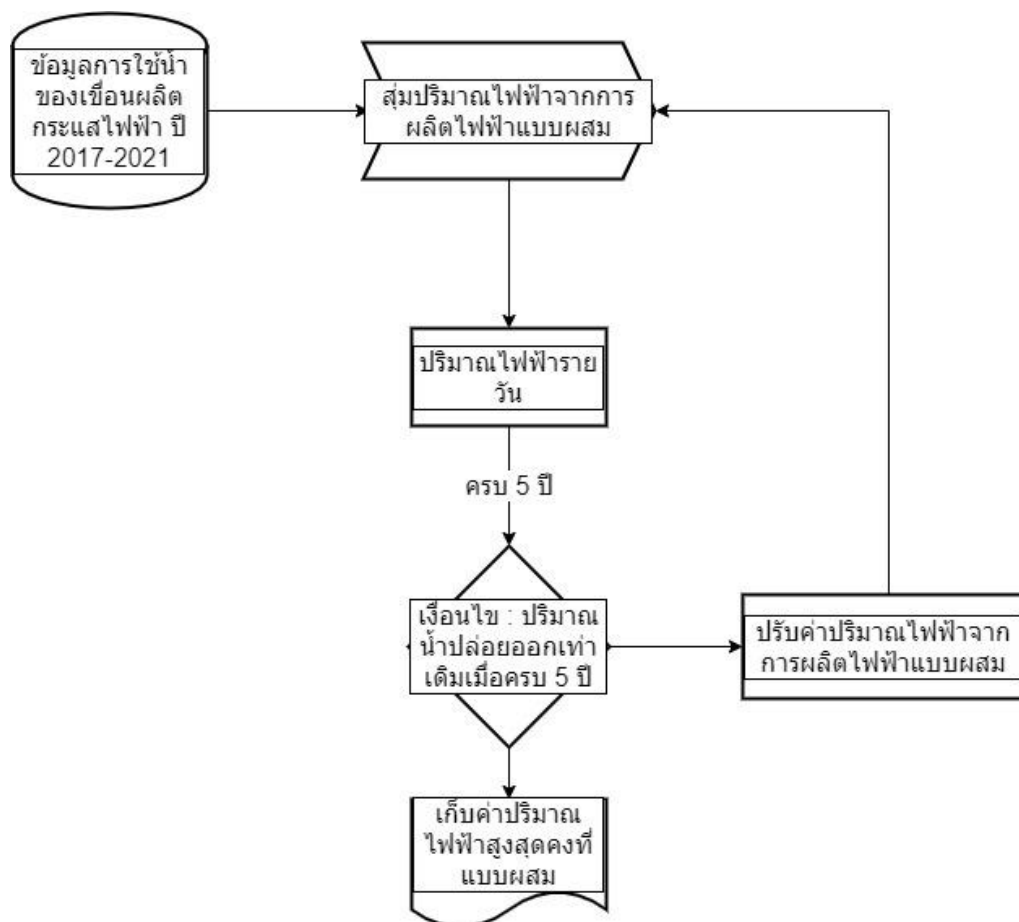 ข้อมูลการใช้น้ำ
ของเขื่อนผลิต
กระแสไฟฟ้า ปี
2017-2021
สุ่มปริมาณไฟฟ้าจากการ
ผลิตไฟฟ้าแบบผสม
ปริมาณไฟฟ้าราย
วัน
ครบ 5 ปี
เงื่อนไข : ปริมาณ
น้ำปล่อยออกเท่า
เดิมเมื่อครบ 5 ปี
ปรับค่าปริมาณไฟฟ้าจาก
การผลิตไฟฟ้าแบบผสม
เก็บค่าปริมาณ
ไฟฟ้าสูงสุดคงที่
แบบผสม